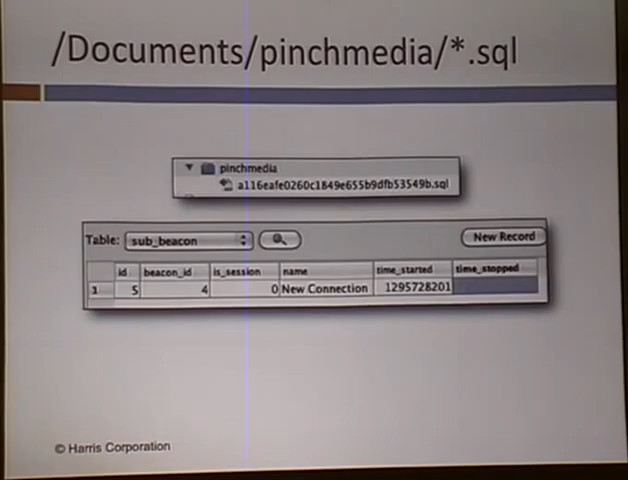 /Documents/pinchmedia/*.sql
pinchmedia
a116eafe0260c1849e655b9dfb53549b.sql
Table: sub_beacon New Record
id beacon_id is_session name time_started time_stopped
1 5 4 0 New Connection 1295728201
© Harris Corporation